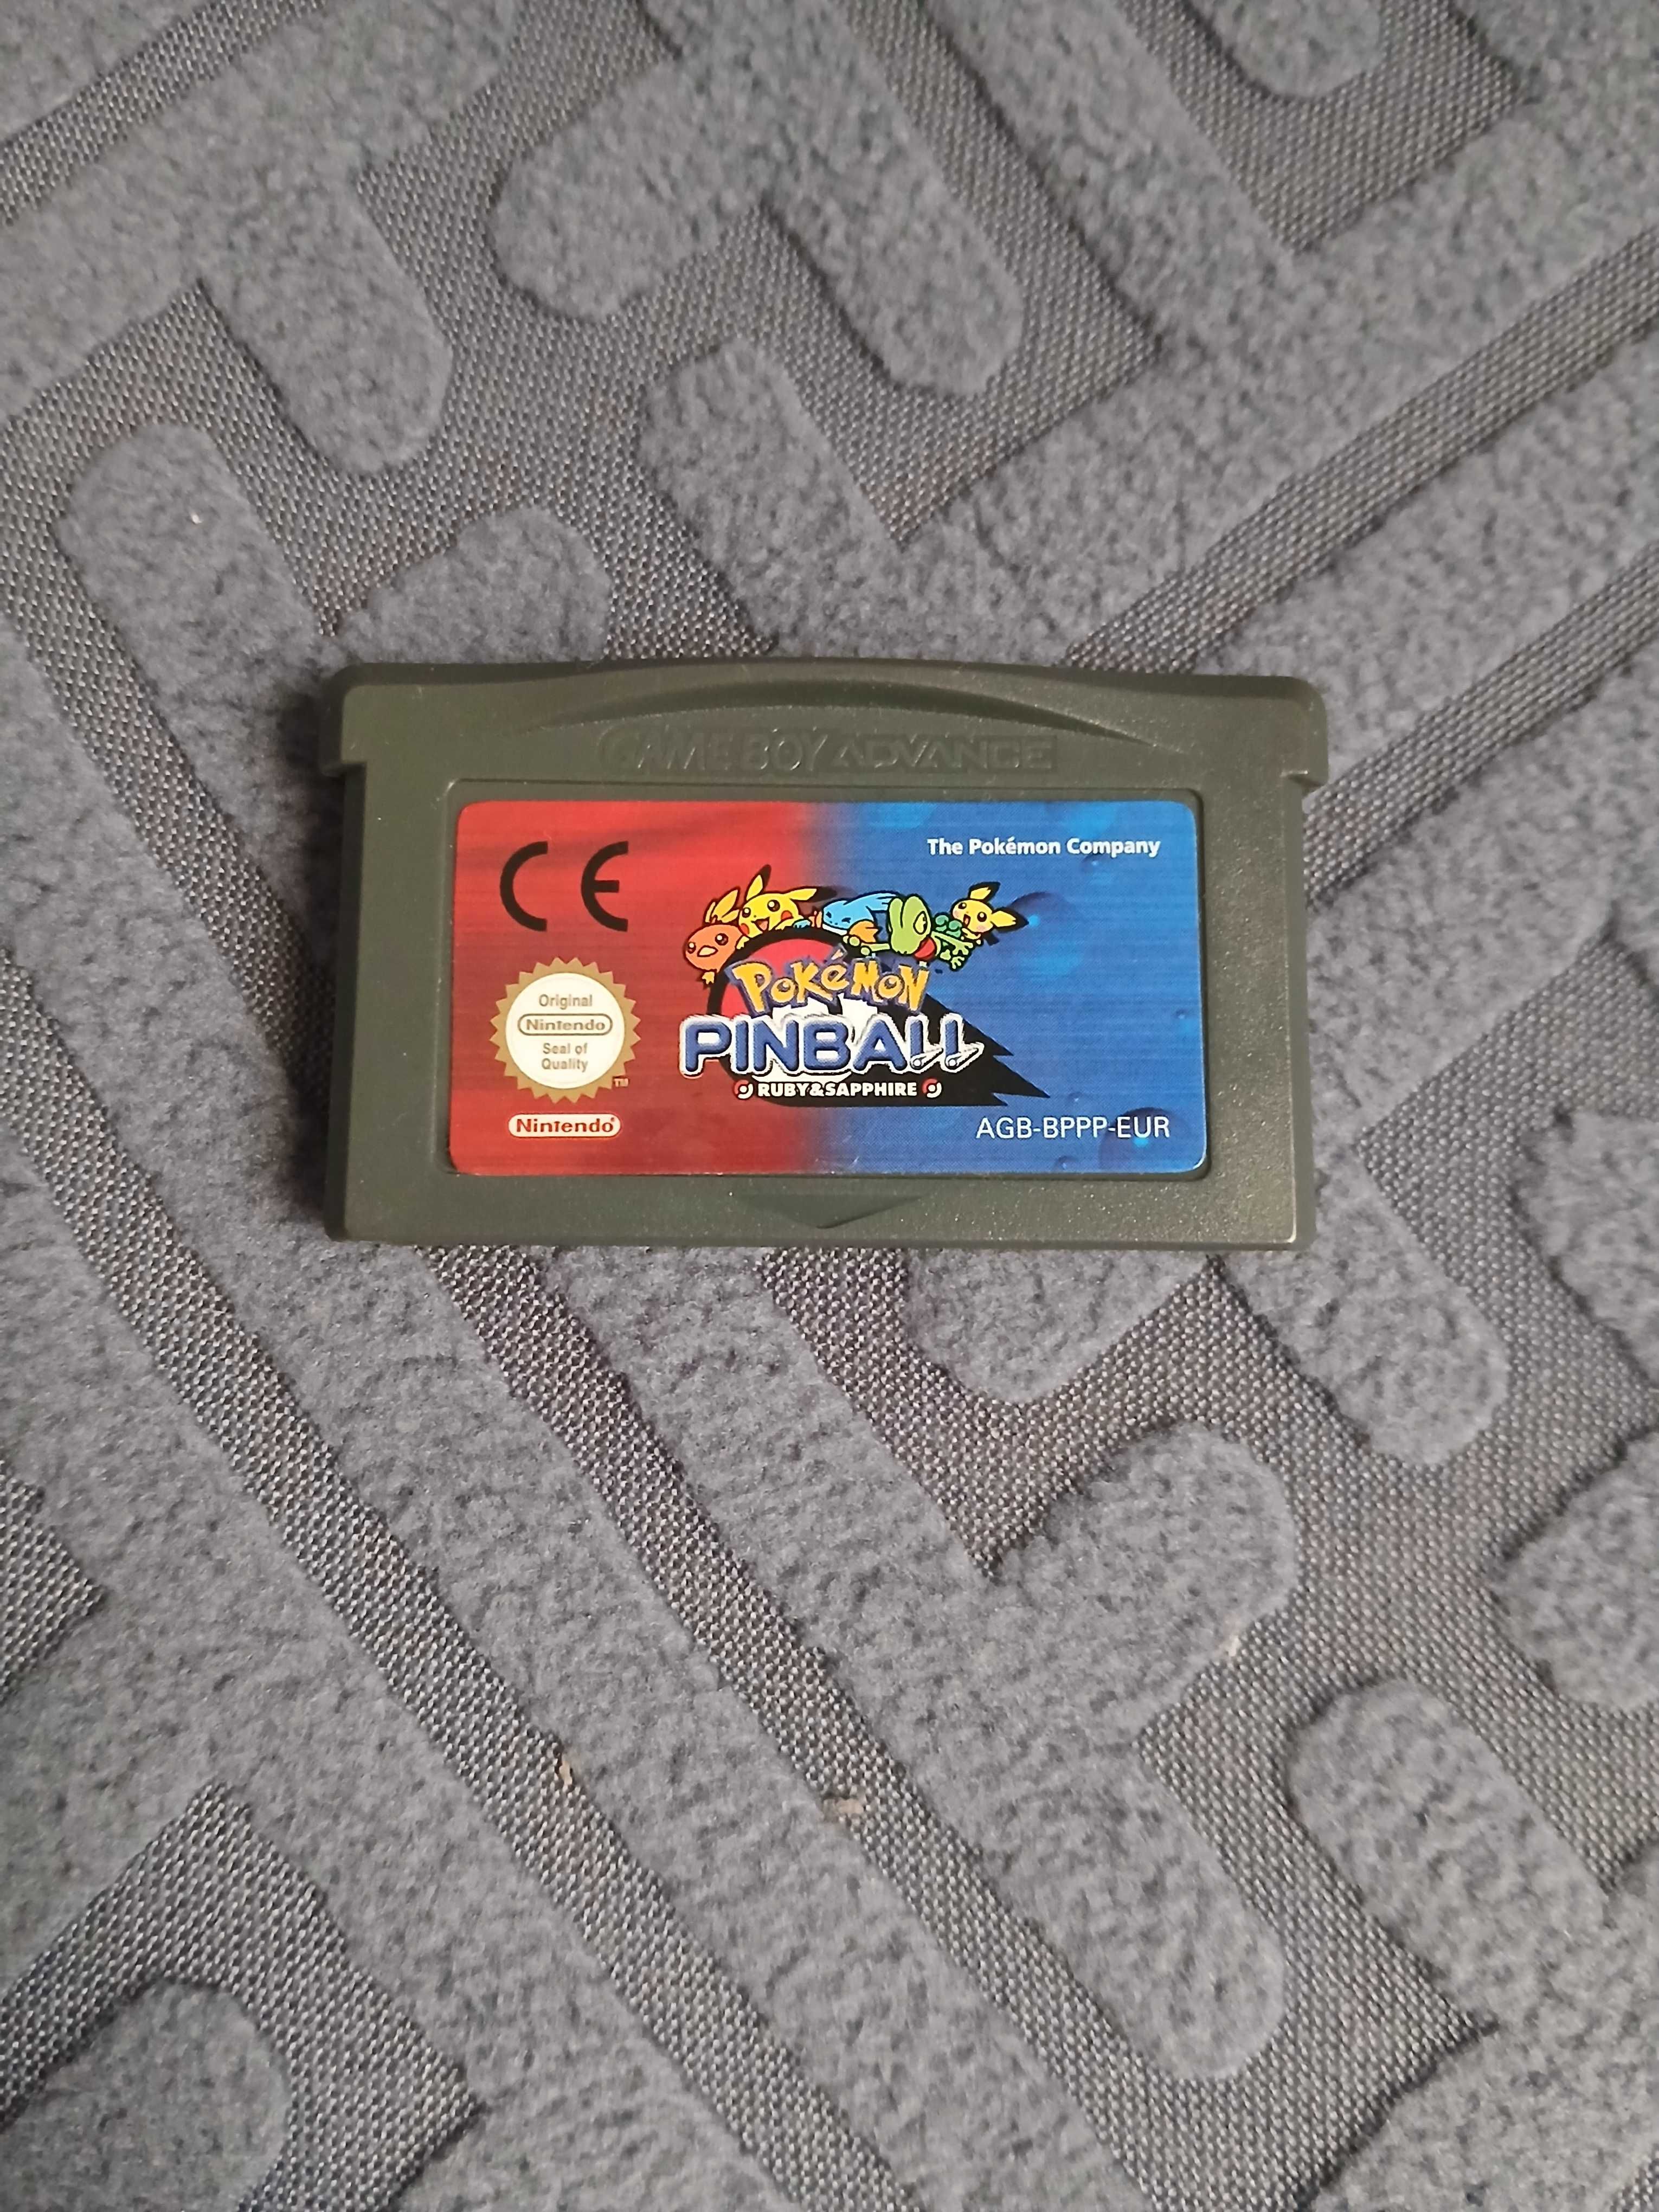 GAME BOY ADVANCE
CE
The Pokémon Company
Original
Nintendo
Seal of
Quality
TM
POKéMON
PINBALL
RUBY&SAPPHIRE
Nintendo®
AGB-BPPP-EUR